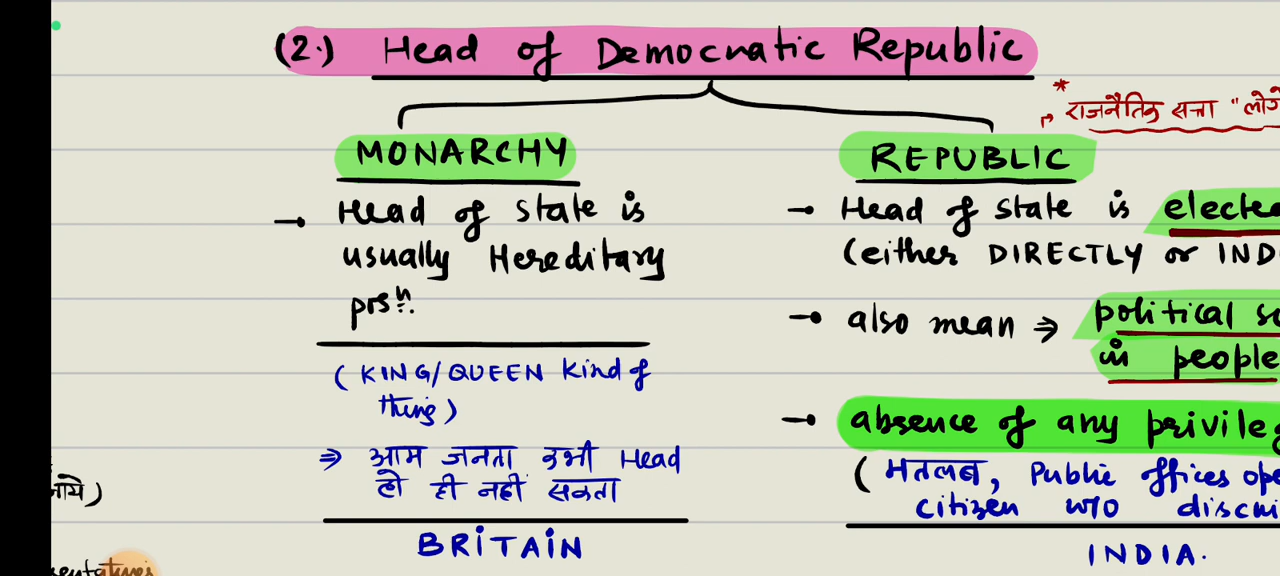 (2.) Head of Democratic Republic
MONARCHY
→ Head of state is
usually Hereditary
prsn.
(KING/QUEEN kind of
thing)
⇒ आम जनता कभी Head
हो ही नहीं सकता
BRITAIN
*
राजनैतिक सत्ता "लोगो
REPUBLIC
→ Head of state is electe
(either DIRECTLY or IND
→ also mean ⇒ political so
in people
→ absence of any privileg
(मतलब, Public offices ope
citizen w/o discri
INDIA.